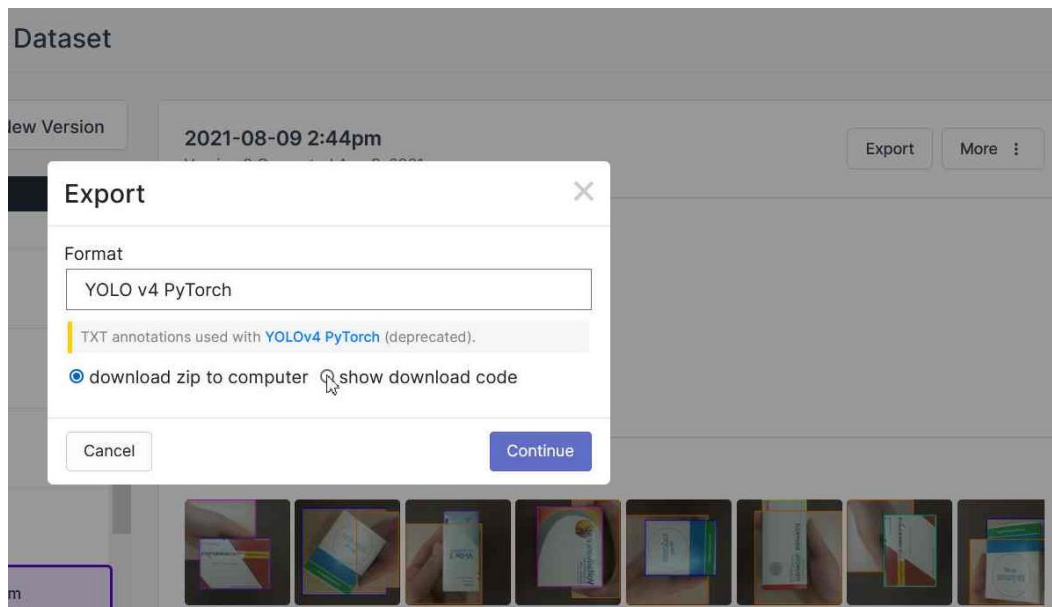 Dataset
New Version
2021-08-09 2:44pm
Export
More
Export
Format
YOLO v4 PyTorch
TXT annotations used with YOLOv4 PyTorch (deprecated).
download zip to computer
show download code
Cancel
Continue
m